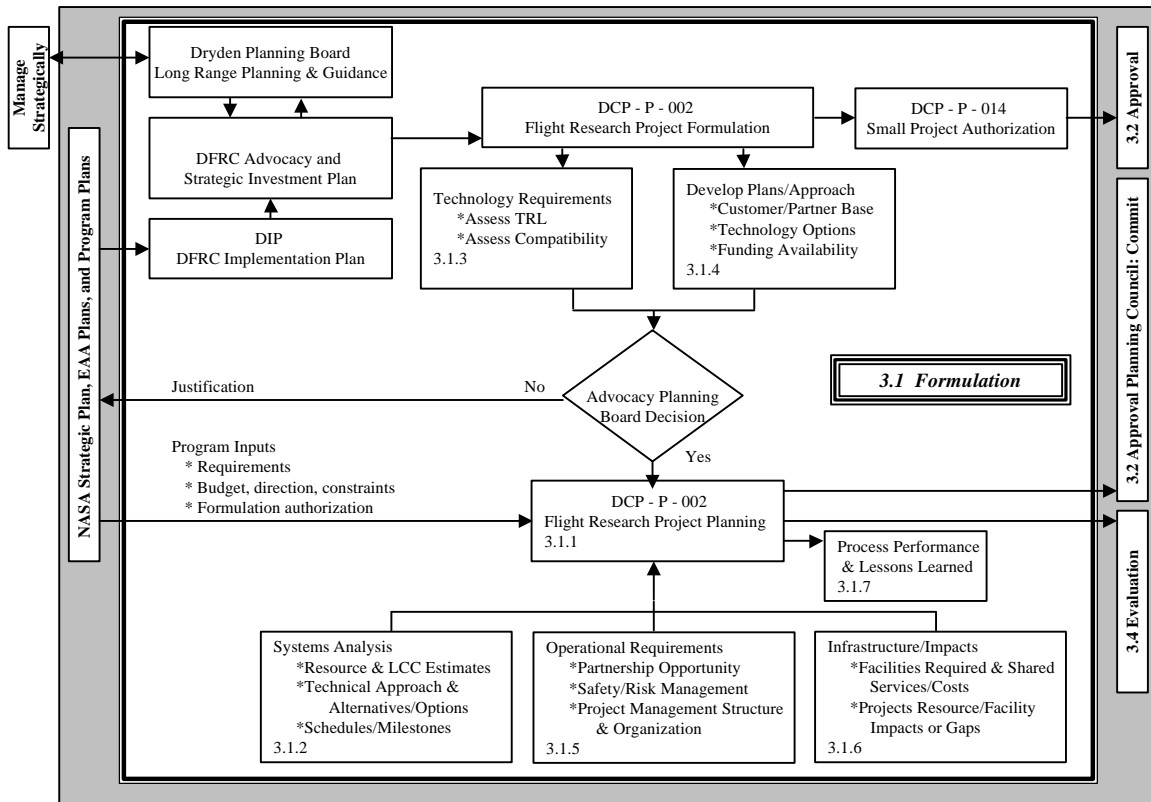 Manage
Strategically
NASA Strategic Plan, EAA Plans, and Program Plans
Dryden Planning Board
Long Range Planning & Guidance
DFRC Advocacy and
Strategic Investment Plan
DIP
DFRC Implementation Plan
DCP - P - 002
Flight Research Project Formulation
DCP - P - 014
Small Project Authorization
Technology Requirements
*Assess TRL
*Assess Compatibility
3.1.3
Develop Plans/Approach
*Customer/Partner Base
*Technology Options
*Funding Availability
3.1.4
Justification
No
Advocacy Planning
Board Decision
Yes
3.1 Formulation
Program Inputs
* Requirements
* Budget, direction, constraints
* Formulation authorization
DCP - P - 002
Flight Research Project Planning
3.1.1
Process Performance
& Lessons Learned
3.1.7
Systems Analysis
*Resource & LCC Estimates
*Technical Approach &
Alternatives/Options
*Schedules/Milestones
3.1.2
Operational Requirements
*Partnership Opportunity
*Safety/Risk Management
*Project Management Structure
& Organization
3.1.5
Infrastructure/Impacts
*Facilities Required & Shared
Services/Costs
*Projects Resource/Facility
Impacts or Gaps
3.1.6
3.2 Approval
3.2 Approval Planning Council: Commit
3.4 Evaluation